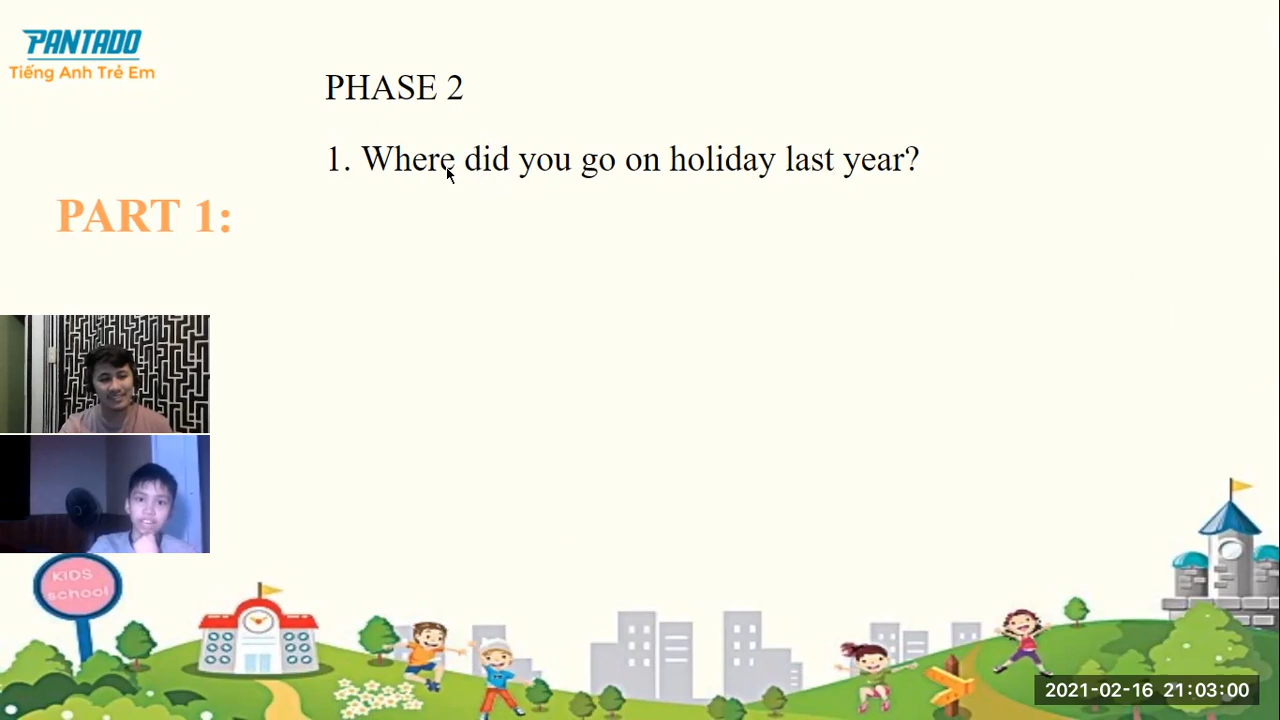 PANTADO
Tiếng Anh Trẻ Em
PHASE 2
1. Where did you go on holiday last year?
PART 1:
KIDS
school
2021-02-16 21:03:00